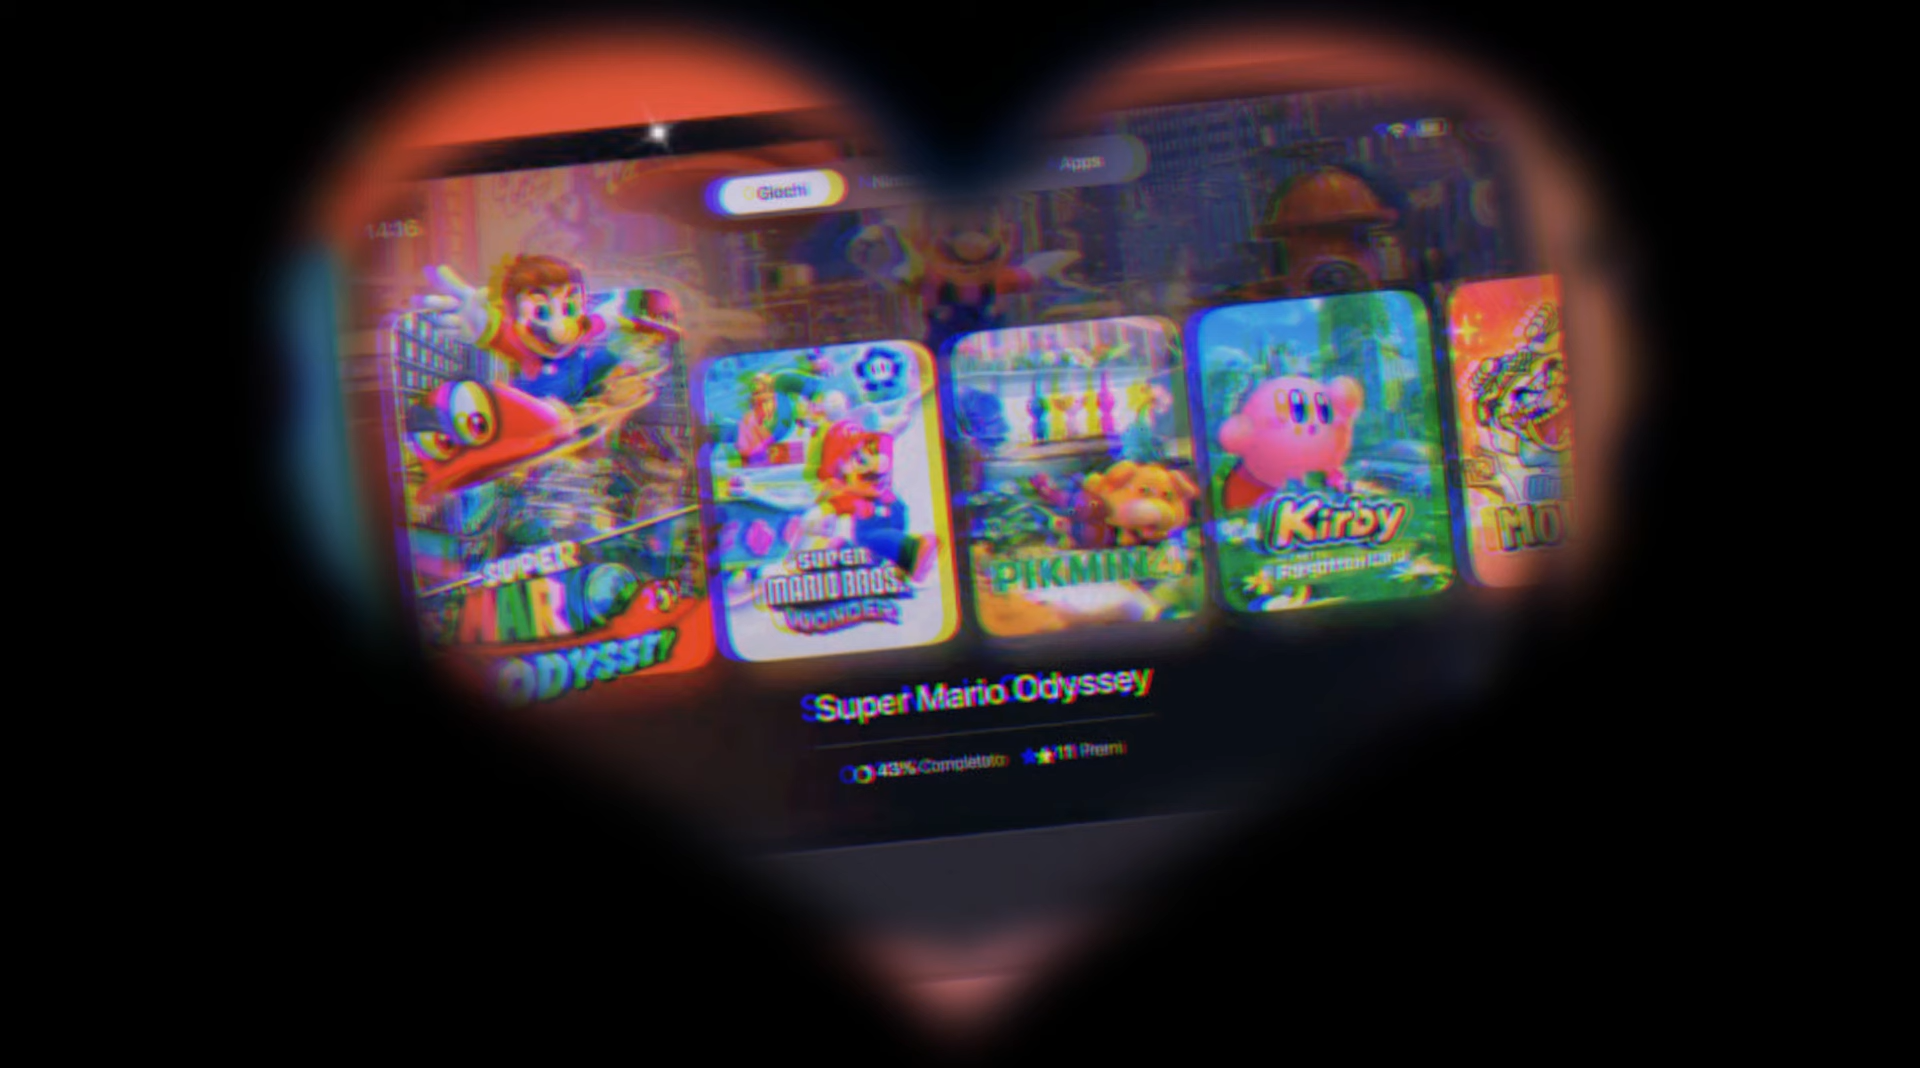 Giochi
Apps
14:16
SUPER
MARIO
ODYSSEY
SUPER
MARIO BROS.
WONDER
PIKMIN 4
Kirby
Forgotten Land
Super Mario Odyssey
43% Completato
11 Premi